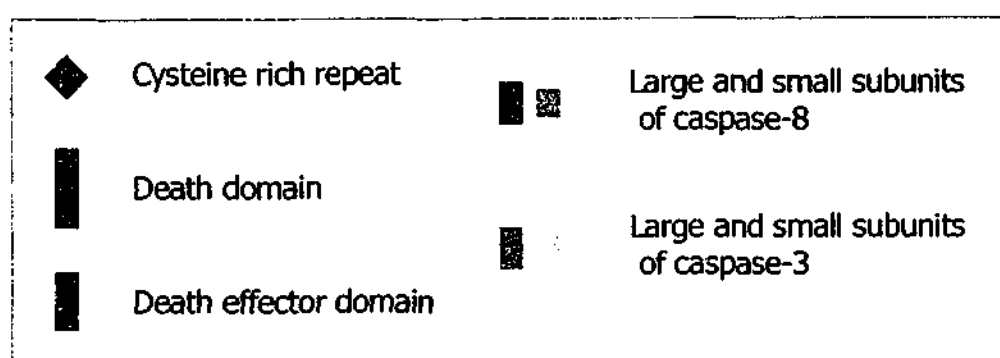 Cysteine rich repeat
Death domain
Death effector domain
Large and small subunits
of caspase-8
Large and small subunits
of caspase-3